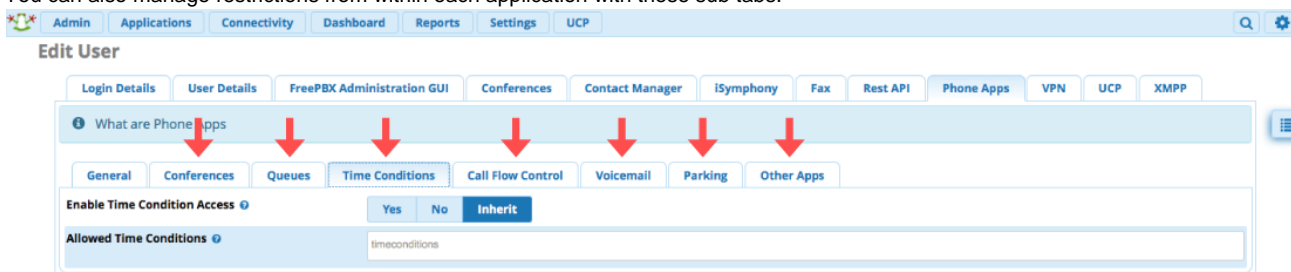 You can also manage restrictions from within each application with these sub tabs.
Admin Applications Connectivity Dashboard Reports Settings UCP
Edit User
Login Details User Details FreePBX Administration GUI Conferences Contact Manager iSymphony Fax Rest API Phone Apps VPN UCP XMPP
What are Phone Apps
General Conferences Queues Time Conditions Call Flow Control Voicemail Parking Other Apps
Enable Time Condition Access Yes No Inherit
Allowed Time Conditions timeconditions